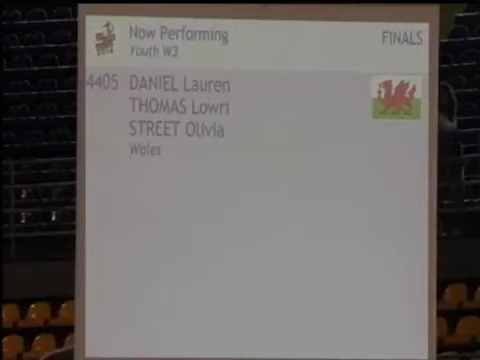 Now Performing
FINALS
Youth W3
4405 DANIEL Lauren
THOMAS Lowri
STREET Olivia
Wales